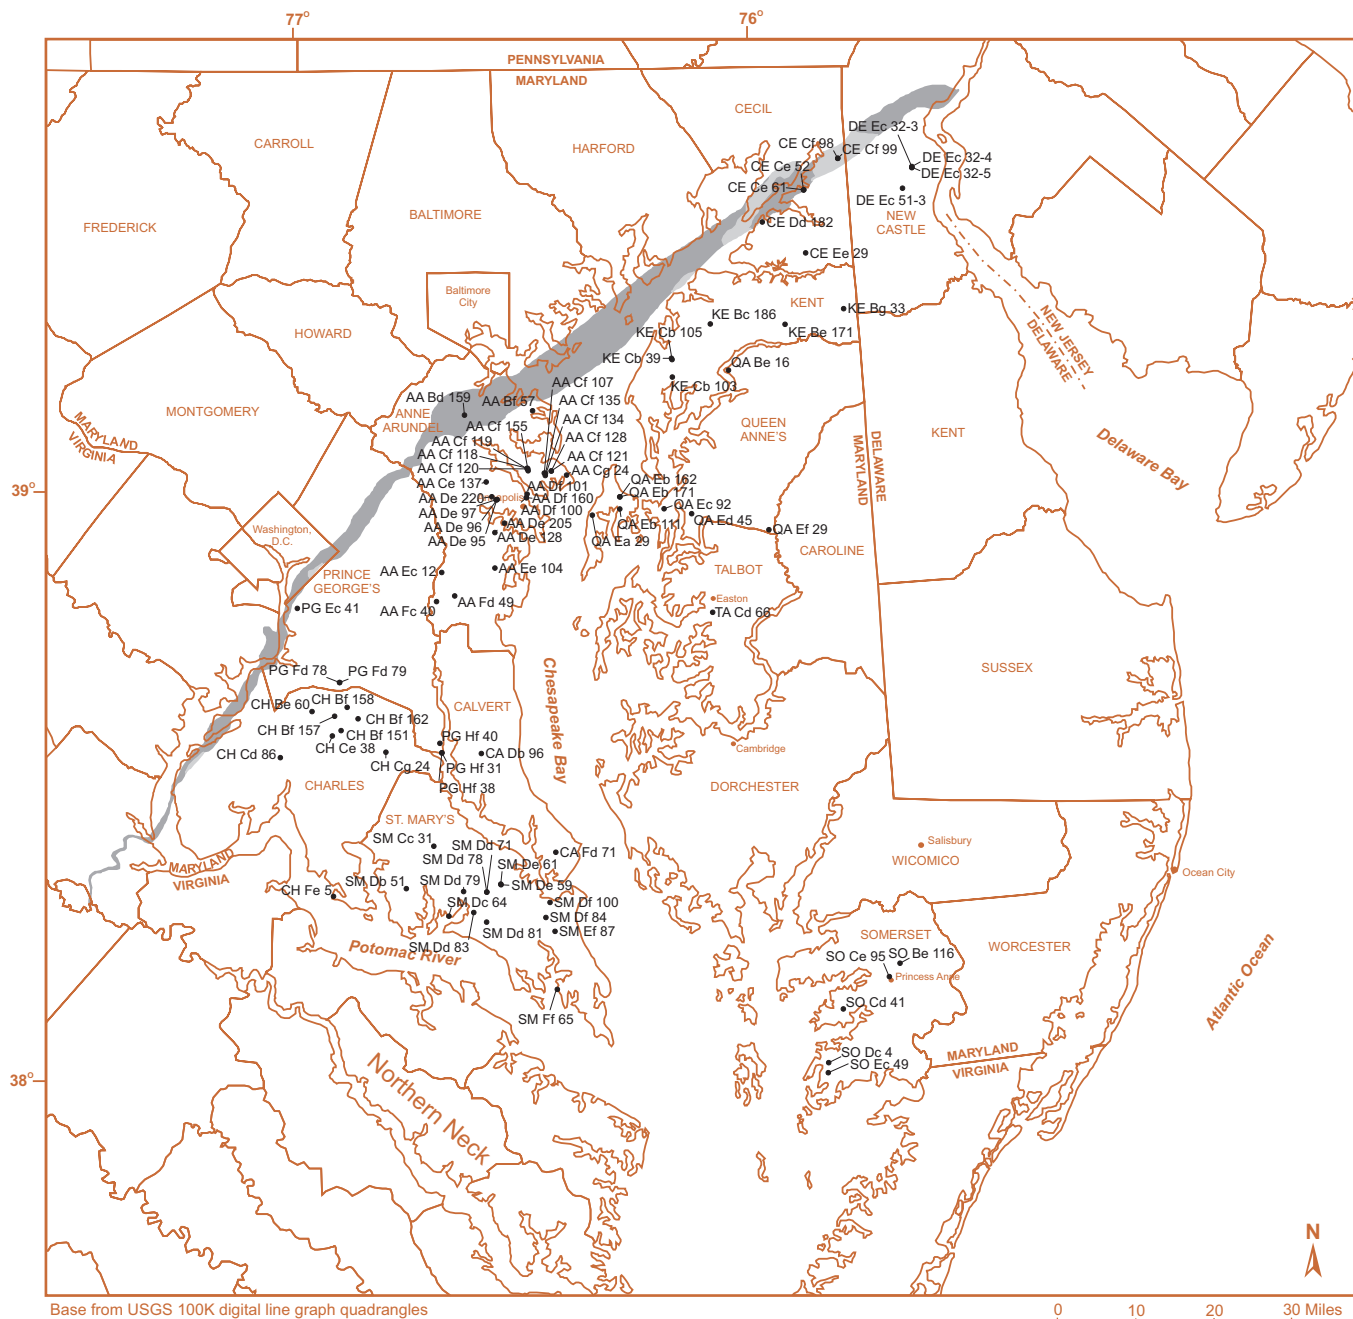 77°
76°
PENNSYLVANIA
MARYLAND
CECIL
CARROLL
HARFORD
DE Ec 32-3
CE Cf 98
CE Cf 99
DE Ec 32-4
DE Ec 32-5
CE Ce 52
CE Ce 61
DE Ec 51-3
NEW
CASTLE
FREDERICK
BALTIMORE
CE Dd 182
CE Ee 29
Baltimore
City
KENT
KE Bg 33
KE Bc 186
KE Be 171
KE Cb 105
NEW JERSEY
DELAWARE
HOWARD
KE Cb 39
QA Be 16
KE Cb 103
AA Cf 107
AA Bd 159
AA Bf 57
AA Cf 135
MONTGOMERY
ANNE
ARUNDEL
AA Cf 155
AA Cf 134
QUEEN
ANNE'S
KENT
MARYLAND
VIRGINIA
AA Cf 119
AA Cf 128
DELAWARE
MARYLAND
Delaware Bay
AA Cf 118
AA Cf 121
AA Cf 120
AA Cg 24
39°
AA Ce 137
AA Df 101
QA Eb 162
QA Eb 171
AA De 220
AA Df 160
QA Ec 92
AA De 97
AA Df 100
QA Ed 45
AA De 96
AA De 205
QA Eb 111
QA Ef 29
AA De 95
AA De 128
QA Ea 29
CAROLINE
Washington,
D.C.
PRINCE
GEORGE'S
AA Ec 12
AA Ee 104
TALBOT
Easton
PG Ec 41
AA Fc 40
AA Fd 49
TA Cd 66
PG Fd 78
PG Fd 79
SUSSEX
Chesapeake Bay
CH Be 60
CH Bf 158
CALVERT
CH Bf 162
CH Bf 157
CH Bf 151
PG Hf 40
CH Cd 86
CH Ce 38
CA Db 96
Cambridge
CH Cg 24
PG Hf 31
CHARLES
PG Hf 38
DORCHESTER
ST. MARY'S
SM Cc 31
SM Dd 71
Salisbury
WICOMICO
SM Dd 78
SM De 61
CA Fd 71
MARYLAND
VIRGINIA
Ocean City
SM Db 51
SM Dd 79
SM De 59
CH Fe 5
SM Dc 64
SM Df 100
SM Df 84
SM Dd 81
SM Ef 87
SM Dd 83
Potomac River
SOMERSET
WORCESTER
SO Ce 95
SO Be 116
Princess Anne
Atlantic Ocean
SM Ff 65
SO Cd 41
SO Dc 4
SO Ec 49
MARYLAND
VIRGINIA
38°
Northern Neck
N
Base from USGS 100K digital line graph quadrangles
0 10 20 30 Miles